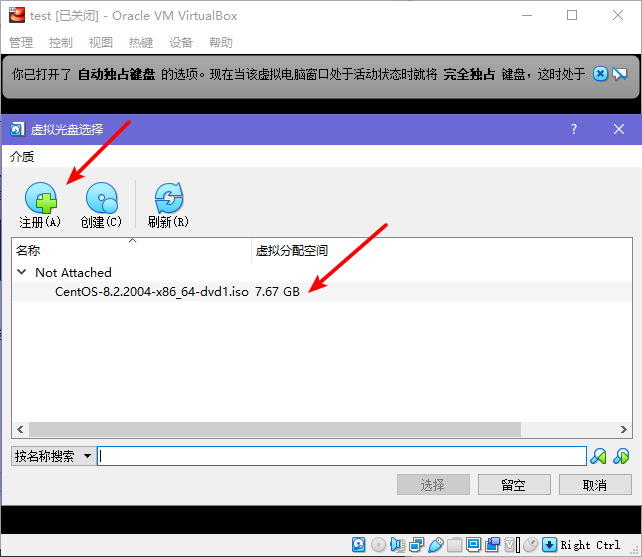 test [已关闭] - Oracle VM VirtualBox
管理 控制 视图 热键 设备 帮助
你已打开了 自动独占键盘 的选项。现在当该虚拟电脑窗口处于活动状态时就将 完全独占 键盘，这时处于
虚拟光盘选择
介质
注册(A) 创建(C) 刷新(R)
名称 虚拟分配空间
Not Attached
CentOS-8.2.2004-x86_64-dvd1.iso 7.67 GB
按名称搜索
选择 留空 取消
Right Ctrl